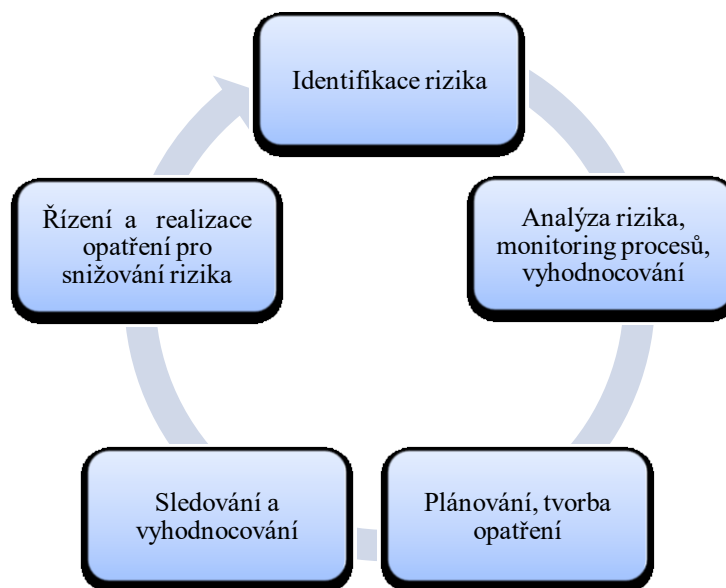 Identifikace rizika
Analýza rizika,
monitoring procesů,
vyhodnocování
Plánování, tvorba
opatření
Sledování a
vyhodnocování
Řízení a realizace
opatření pro
snižování rizika